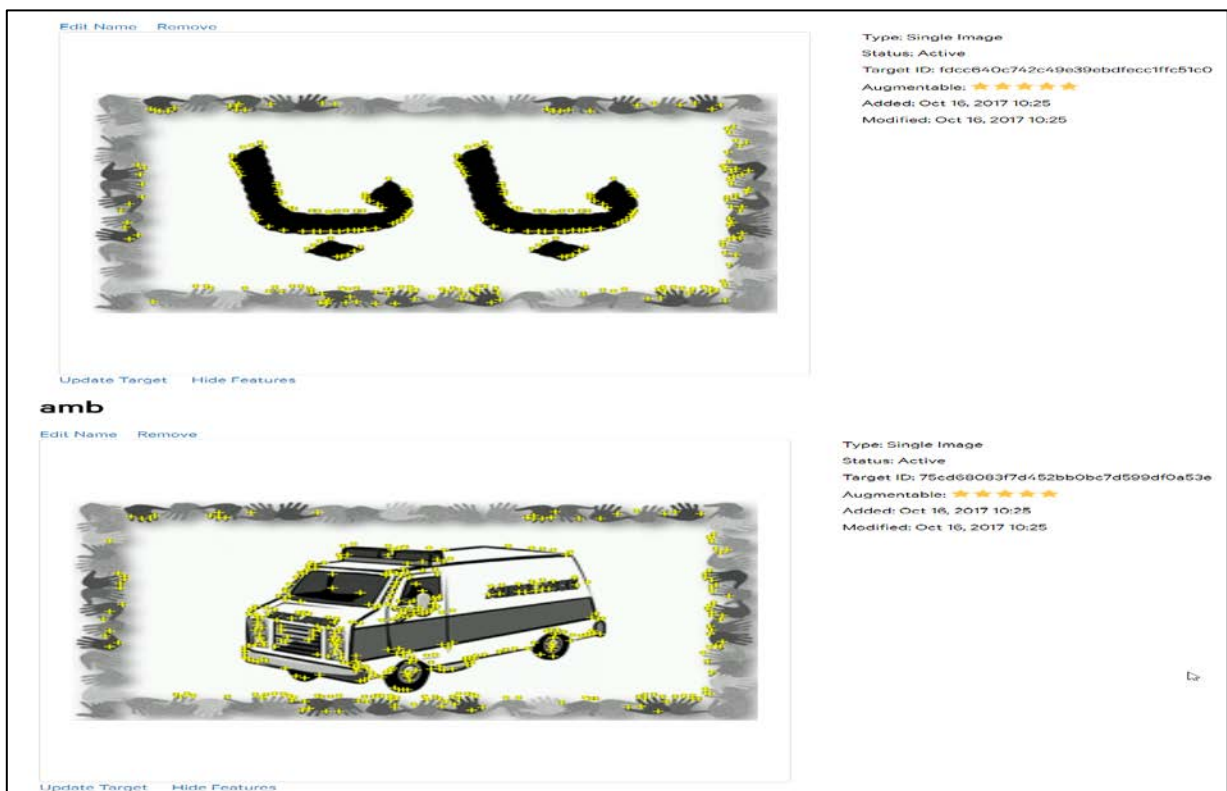 Edit Name Remove
Type: Single Image
Status: Active
Target ID: fdcc640c742c49e39ebdfecc1ffc51c0
Augmentable:
Added: Oct 16, 2017 10:25
Modified: Oct 16, 2017 10:25
بابا
Update Target Hide Features
amb
Edit Name Remove
Type: Single Image
Status: Active
Target ID: 75cd68083f7d452bb0bc7d599df0a53e
Augmentable:
Added: Oct 16, 2017 10:25
Modified: Oct 16, 2017 10:25
Update Target Hide Features